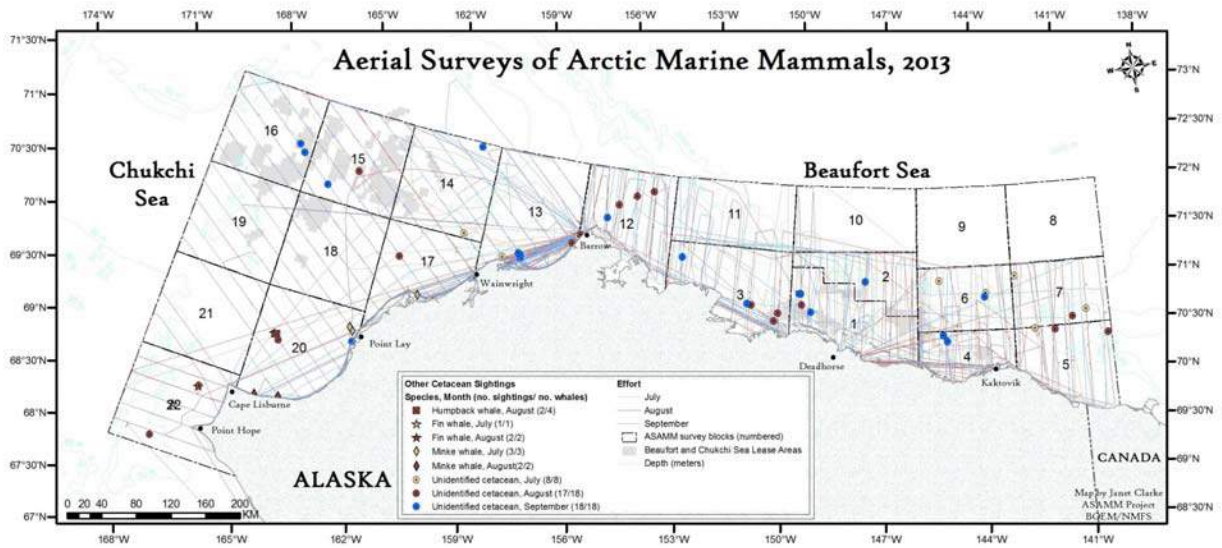 174°W 171°W 168°W 165°W 162°W 159°W 156°W 153°W 150°W 147°W 144°W 141°W 138°W
71°30'N
71°N
70°30'N
70°N
69°30'N
69°N
68°30'N
68°N
67°30'N
67°N
Aerial Surveys of Arctic Marine Mammals, 2013
N
W E
S
73°N
72°30'N
72°N
71°30'N
71°N
70°30'N
70°N
69°30'N
69°N
68°30'N
Chukchi
Sea
Beaufort Sea
16
15
14
13
12
11
10
9
8
19
18
17
21
20
22
3
2
1
6
7
4
5
Barrow
Wainwright
Point Lay
Cape Lisburne
Point Hope
Deadhorse
Kaktovik
ALASKA
CANADA
Other Cetacean Sightings
Species, Month (no. sightings/ no. whales)
Humpback whale, August (2/4)
Fin whale, July (1/1)
Fin whale, August (2/2)
Minke whale, July (3/3)
Minke whale, August(2/2)
Unidentified cetacean, July (8/8)
Unidentified cetacean, August (17/18)
Unidentified cetacean, September (18/18)
Effort
July
August
September
ASAMM survey blocks (numbered)
Beaufort and Chukchi Sea Lease Areas
Depth (meters)
0 20 40 80 120 160 200
KM
Map by Janet Clarke
ASAMM Project
BOEM/NMFS
168°W 165°W 162°W 159°W 156°W 153°W 150°W 147°W 144°W 141°W